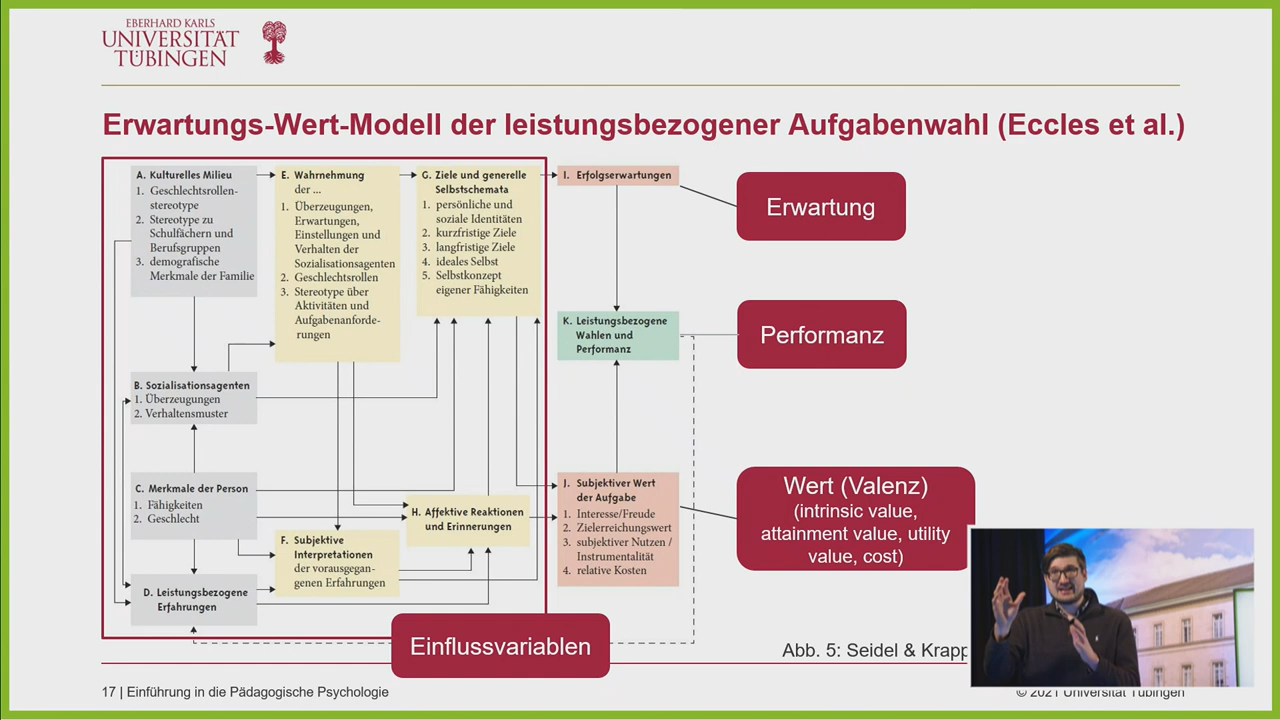 EBERHARD KARLS
UNIVERSITÄT
TÜBINGEN
Erwartungs-Wert-Modell der leistungsbezogener Aufgabenwahl (Eccles et al.)
A. Kulturelles Milieu
1. Geschlechtsrollen-
stereotype
2. Stereotype zu
Schulfächern und
Berufsgruppen
3. demografische
Merkmale der Familie
B. Sozialisationsagenten
1. Überzeugungen
2. Verhaltensmuster
C. Merkmale der Person
1. Fähigkeiten
2. Geschlecht
D. Leistungsbezogene
Erfahrungen
E. Wahrnehmung
der ...
1. Überzeugungen,
Erwartungen,
Einstellungen und
Verhalten der
Sozialisationsagenten
2. Geschlechtsrollen
3. Stereotype über
Aktivitäten und
Aufgabenanforde-
rungen
F. Subjektive
Interpretationen
der vorausgegan-
genen Erfahrungen
G. Ziele und generelle
Selbstschemata
1. persönliche und
soziale Identitäten
2. kurzfristige Ziele
3. langfristige Ziele
4. ideales Selbst
5. Selbstkonzept
eigener Fähigkeiten
H. Affektive Reaktionen
und Erinnerungen
I. Erfolgserwartungen
K. Leistungsbezogene
Wahlen und
Performanz
J. Subjektiver Wert
der Aufgabe
1. Interesse/Freude
2. Zielerreichungswert
3. subjektiver Nutzen /
Instrumentalität
4. relative Kosten
Erwartung
Performanz
Wert (Valenz)
(intrinsic value,
attainment value, utility
value, cost)
Einflussvariablen
Abb. 5: Seidel & Krapp
17 | Einführung in die Pädagogische Psychologie
© 2021 Universität Tübingen